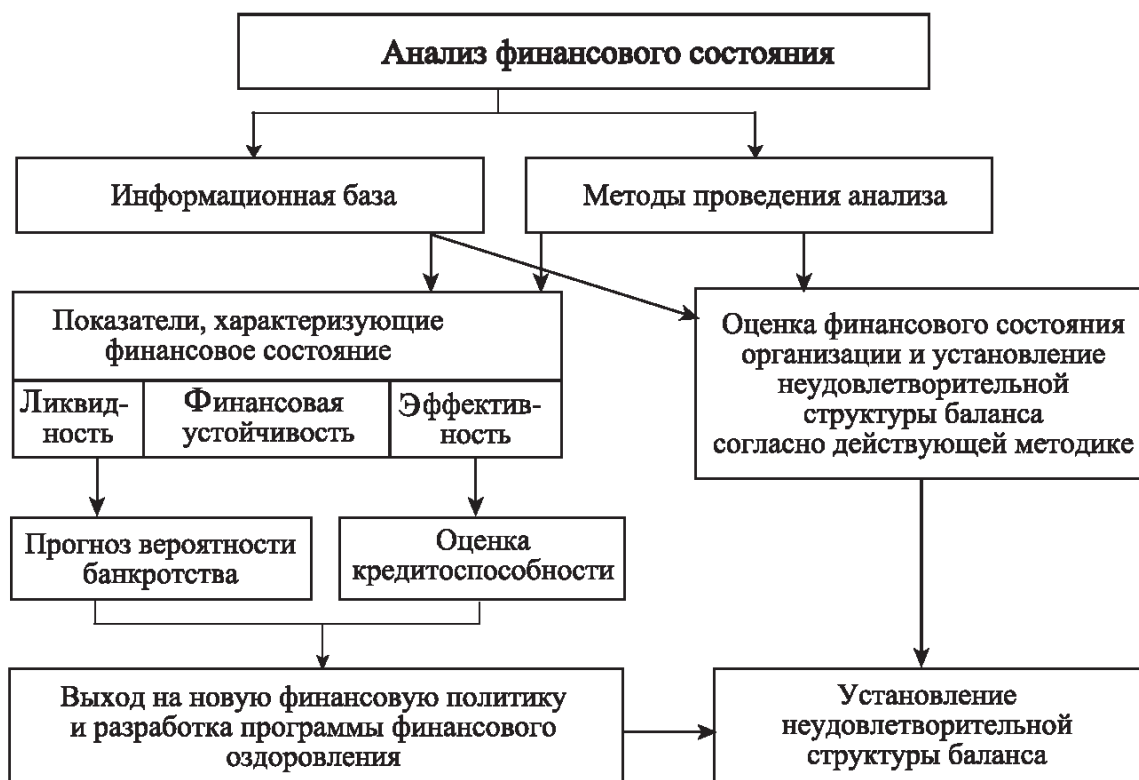 Анализ финансового состояния
Информационная база
Методы проведения анализа
Показатели, характеризующие
финансовое состояние
Ликвид-
ность
Финансовая
устойчивость
Эффектив-
ность
Оценка финансового состояния
организации и установление
неудовлетворительной
структуры баланса
согласно действующей методике
Прогноз вероятности
банкротства
Оценка
кредитоспособности
Выход на новую финансовую политику
и разработка программы финансового
оздоровления
Установление
неудовлетворительной
структуры баланса